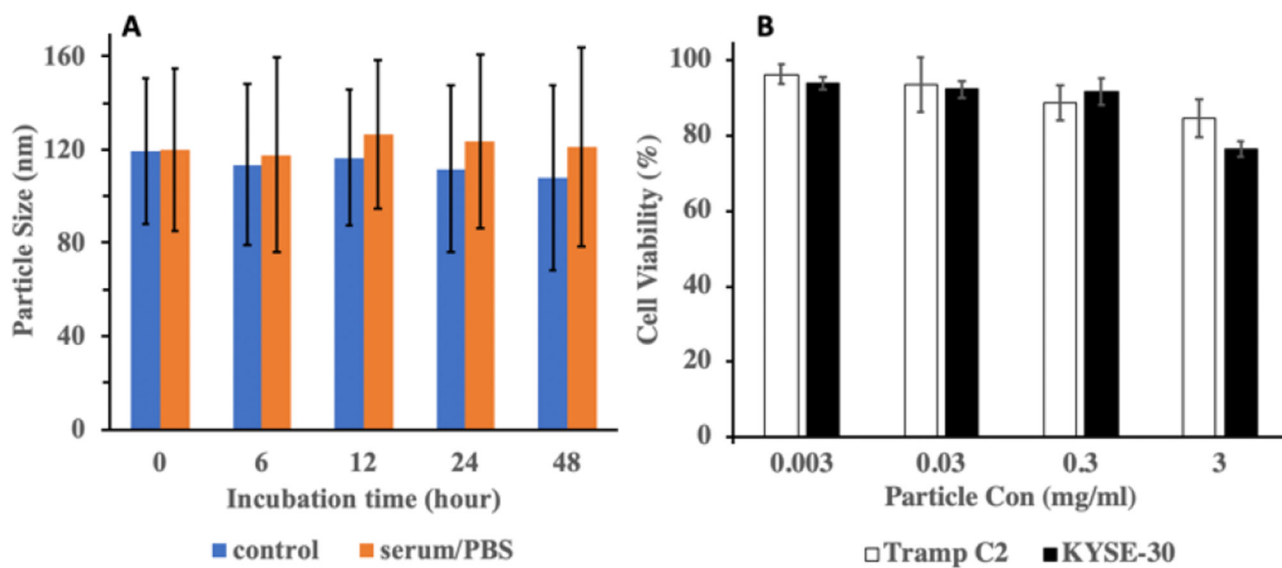 A
160
120
80
40
0
Particle Size (nm)
0 6 12 24 48
Incubation time (hour)
control serum/PBS
B
100
80
60
40
20
0
Cell Viability (%)
0.003 0.03 0.3 3
Particle Con (mg/ml)
Tramp C2 KYSE-30